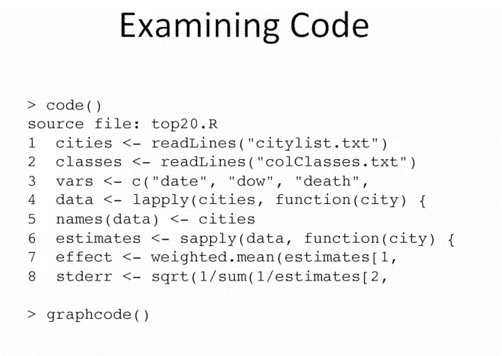 Examining Code
> code()
source file: top20.R
1 cities <- readLines("citylist.txt")
2 classes <- readLines("colClasses.txt")
3 vars <- c("date", "dow", "death",
4 data <- lapply(cities, function(city) {
5 names(data) <- cities
6 estimates <- sapply(data, function(city) {
7 effect <- weighted.mean(estimates[1,
8 stderr <- sqrt(1/sum(1/estimates[2,
> graphcode()